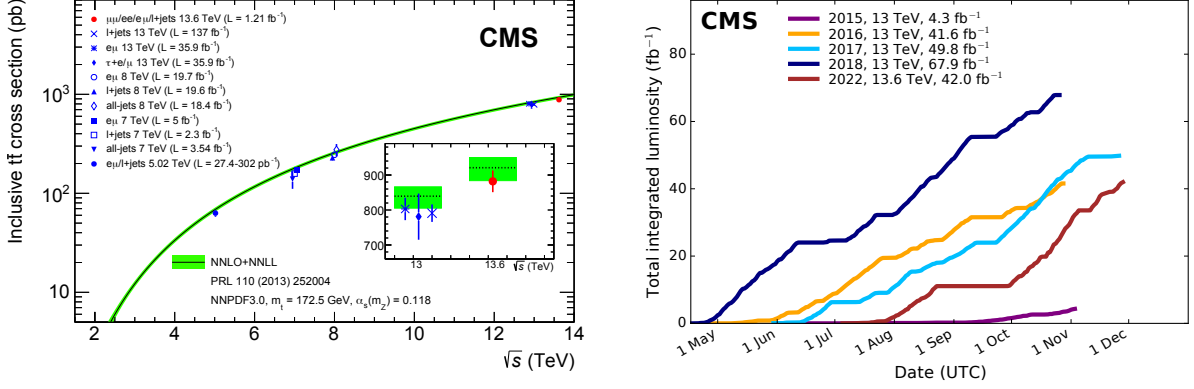 Inclusive tt̄ cross section (pb)
10³
10²
10
μμ/ee/eμ/l+jets 13.6 TeV (L = 1.21 fb⁻¹)
l+jets 13 TeV (L = 137 fb⁻¹)
eμ 13 TeV (L = 35.9 fb⁻¹)
τ+e/μ 13 TeV (L = 35.9 fb⁻¹)
eμ 8 TeV (L = 19.7 fb⁻¹)
l+jets 8 TeV (L = 19.6 fb⁻¹)
all-jets 8 TeV (L = 18.4 fb⁻¹)
eμ 7 TeV (L = 5 fb⁻¹)
l+jets 7 TeV (L = 2.3 fb⁻¹)
all-jets 7 TeV (L = 3.54 fb⁻¹)
eμ/l+jets 5.02 TeV (L = 27.4-302 pb⁻¹)
CMS
900
800
700
13 13.6
√s (TeV)
NNLO+NNLL
PRL 110 (2013) 252004
NNPDF3.0, mₜ = 172.5 GeV, αₛ(m_Z) = 0.118
2 4 6 8 10 12 14
√s (TeV)
CMS
2015, 13 TeV, 4.3 fb⁻¹
2016, 13 TeV, 41.6 fb⁻¹
2017, 13 TeV, 49.8 fb⁻¹
2018, 13 TeV, 67.9 fb⁻¹
2022, 13.6 TeV, 42.0 fb⁻¹
Total integrated luminosity (fb⁻¹)
80
60
40
20
0
1 May 1 Jun 1 Jul 1 Aug 1 Sep 1 Oct 1 Nov 1 Dec
Date (UTC)